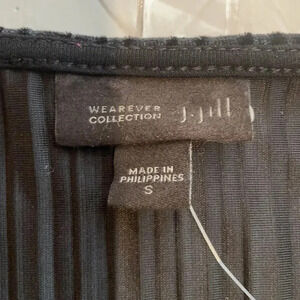 WEAREVER
COLLECTION
J.Jill
MADE IN
PHILIPPINES
S